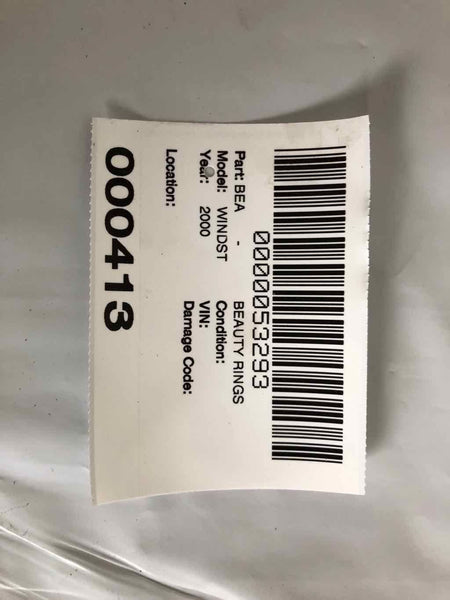 0000053293
Part: BEA - BEAUTY RINGS
Model: WINDST Condition:
Year: 2000 VIN:
Damage Code:
Location:
000413